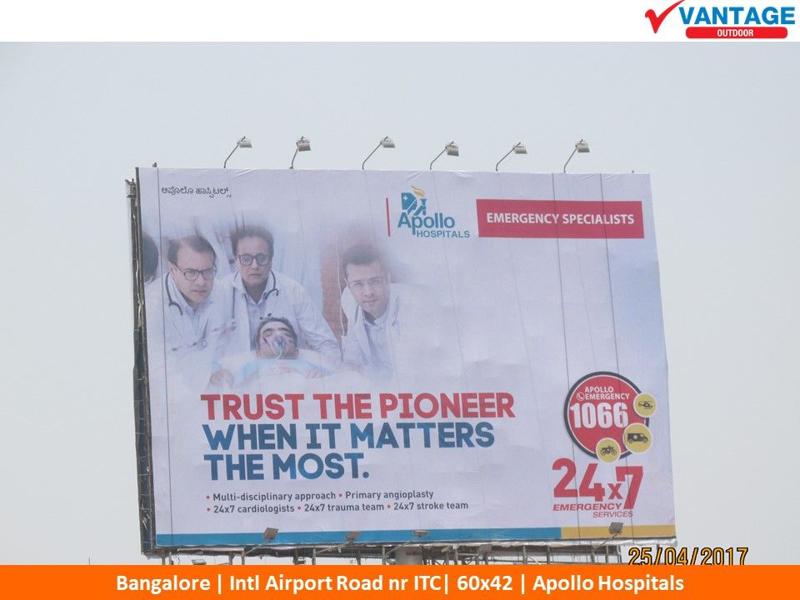 VANTAGE
OUTDOOR
ಅಪೊಲೊ ಹಾಸ್ಪಿಟಲ್ಸ್
Apollo
HOSPITALS
EMERGENCY SPECIALISTS
TRUST THE PIONEER
WHEN IT MATTERS
THE MOST.
• Multi-disciplinary approach • Primary angioplasty
• 24x7 cardiologists • 24x7 trauma team • 24x7 stroke team
APOLLO
EMERGENCY
1066
24x7
EMERGENCY
SERVICES
25/04/2017
Bangalore | Intl Airport Road nr ITC| 60x42 | Apollo Hospitals